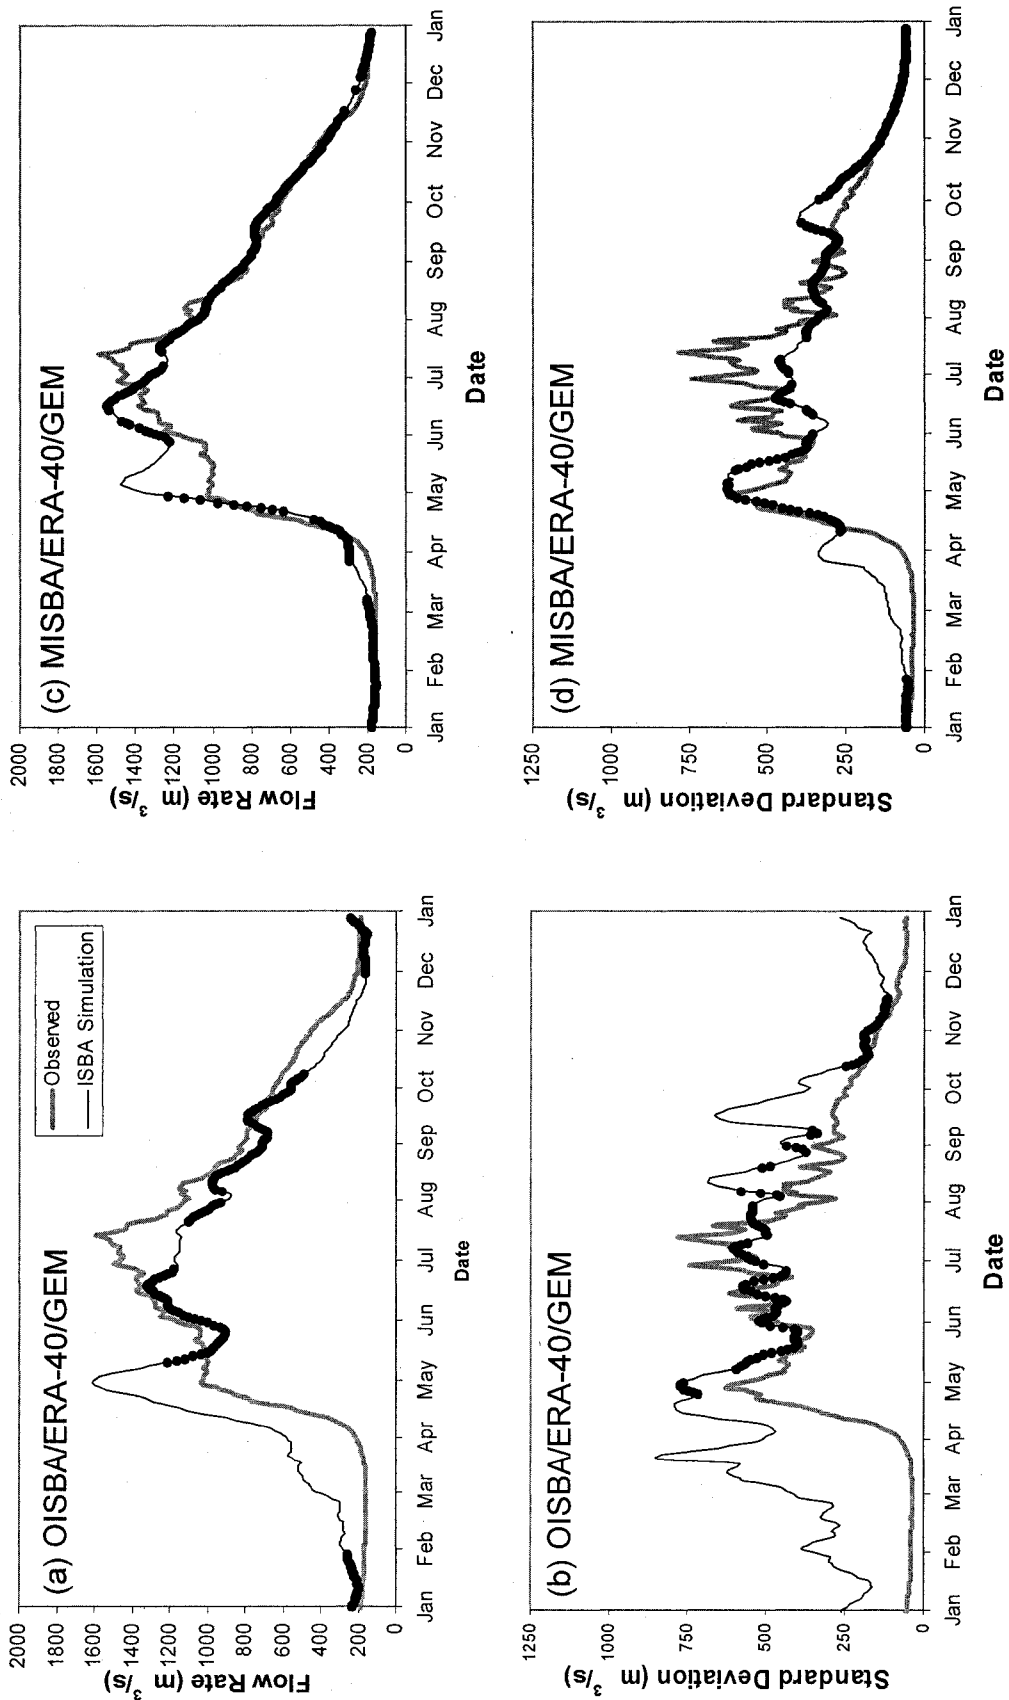 (a) OISBA/ERA-40/GEM
Observed
ISBA Simulation
Flow Rate (m³/s)
2000
1800
1600
1400
1200
1000
800
600
400
200
0
Jan Feb Mar Apr May Jun Jul Aug Sep Oct Nov Dec Jan
Date
(b) OISBA/ERA-40/GEM
Standard Deviation (m³/s)
1250
1000
750
500
250
0
Jan Feb Mar Apr May Jun Jul Aug Sep Oct Nov Dec Jan
Date
(c) MISBA/ERA-40/GEM
Flow Rate (m³/s)
2000
1800
1600
1400
1200
1000
800
600
400
200
0
Jan Feb Mar Apr May Jun Jul Aug Sep Oct Nov Dec Jan
Date
(d) MISBA/ERA-40/GEM
Standard Deviation (m³/s)
1250
1000
750
500
250
0
Jan Feb Mar Apr May Jun Jul Aug Sep Oct Nov Dec Jan
Date